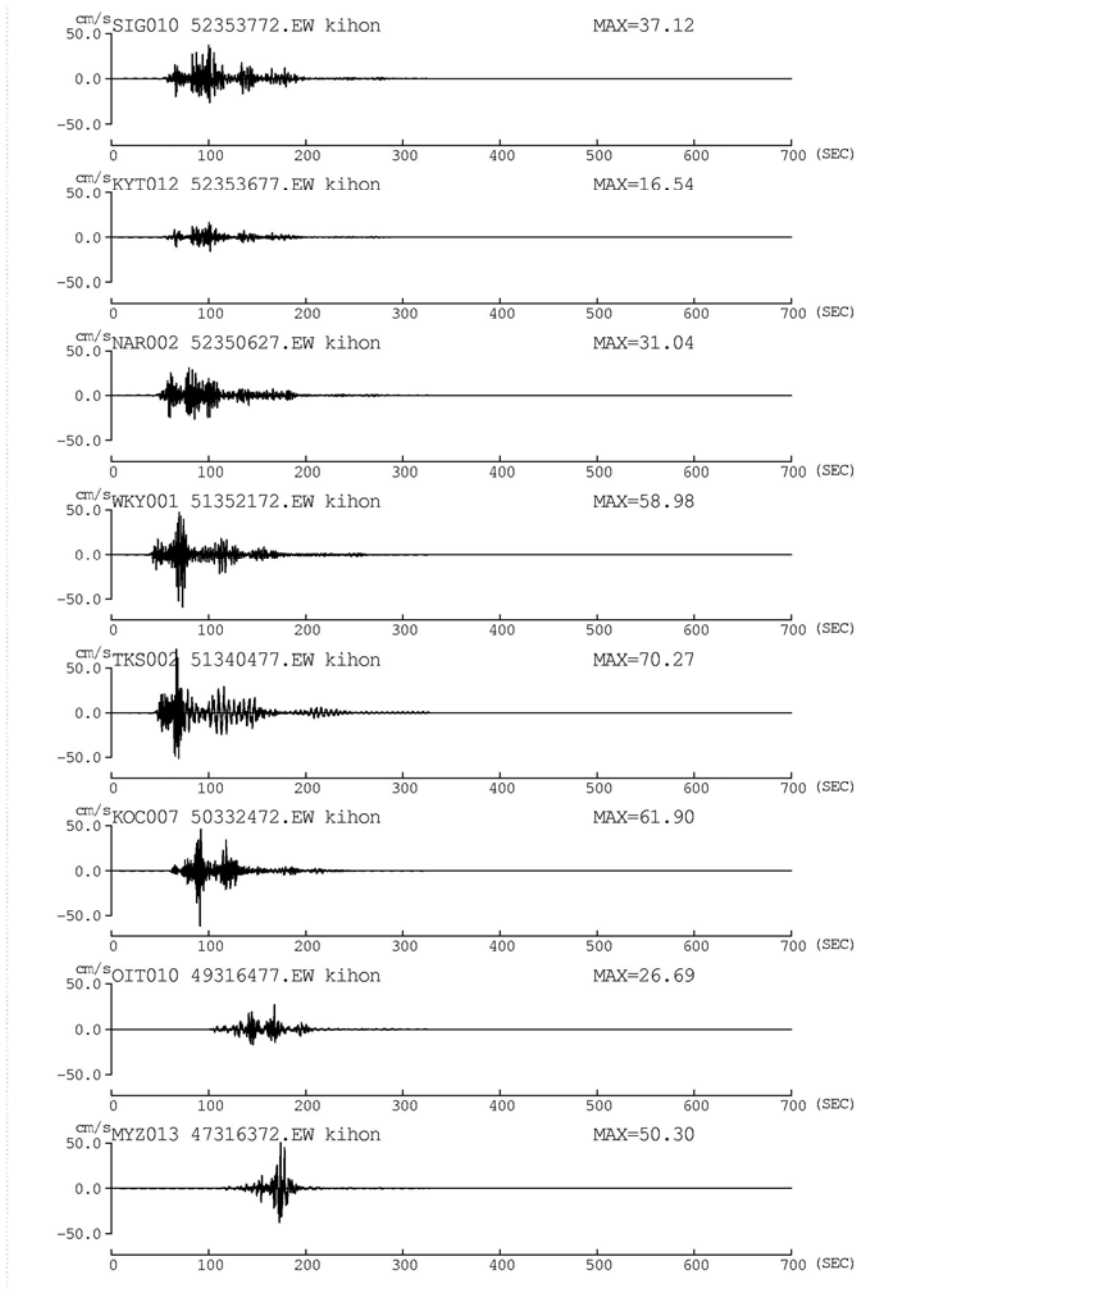 cm/s SIG010 52353772.EW kihon MAX=37.12
50.0
0.0
-50.0
0 100 200 300 400 500 600 700 (SEC)
cm/s KYT012 52353677.EW kihon MAX=16.54
50.0
0.0
-50.0
0 100 200 300 400 500 600 700 (SEC)
cm/s NAR002 52350627.EW kihon MAX=31.04
50.0
0.0
-50.0
0 100 200 300 400 500 600 700 (SEC)
cm/s WKY001 51352172.EW kihon MAX=58.98
50.0
0.0
-50.0
0 100 200 300 400 500 600 700 (SEC)
cm/s TKS002 51340477.EW kihon MAX=70.27
50.0
0.0
-50.0
0 100 200 300 400 500 600 700 (SEC)
cm/s KOC007 50332472.EW kihon MAX=61.90
50.0
0.0
-50.0
0 100 200 300 400 500 600 700 (SEC)
cm/s OIT010 49316477.EW kihon MAX=26.69
50.0
0.0
-50.0
0 100 200 300 400 500 600 700 (SEC)
cm/s MYZ013 47316372.EW kihon MAX=50.30
50.0
0.0
-50.0
0 100 200 300 400 500 600 700 (SEC)